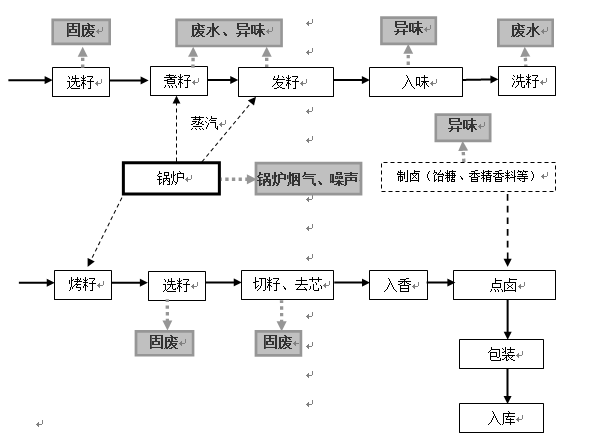 固废
废水、异味
异味
废水
选籽
煮籽
发籽
入味
洗籽
蒸汽
异味
锅炉
锅炉烟气、噪声
制卤（饴糖、香精香料等）
烤籽
选籽
切籽、去芯
入香
点卤
固废
固废
包装
入库